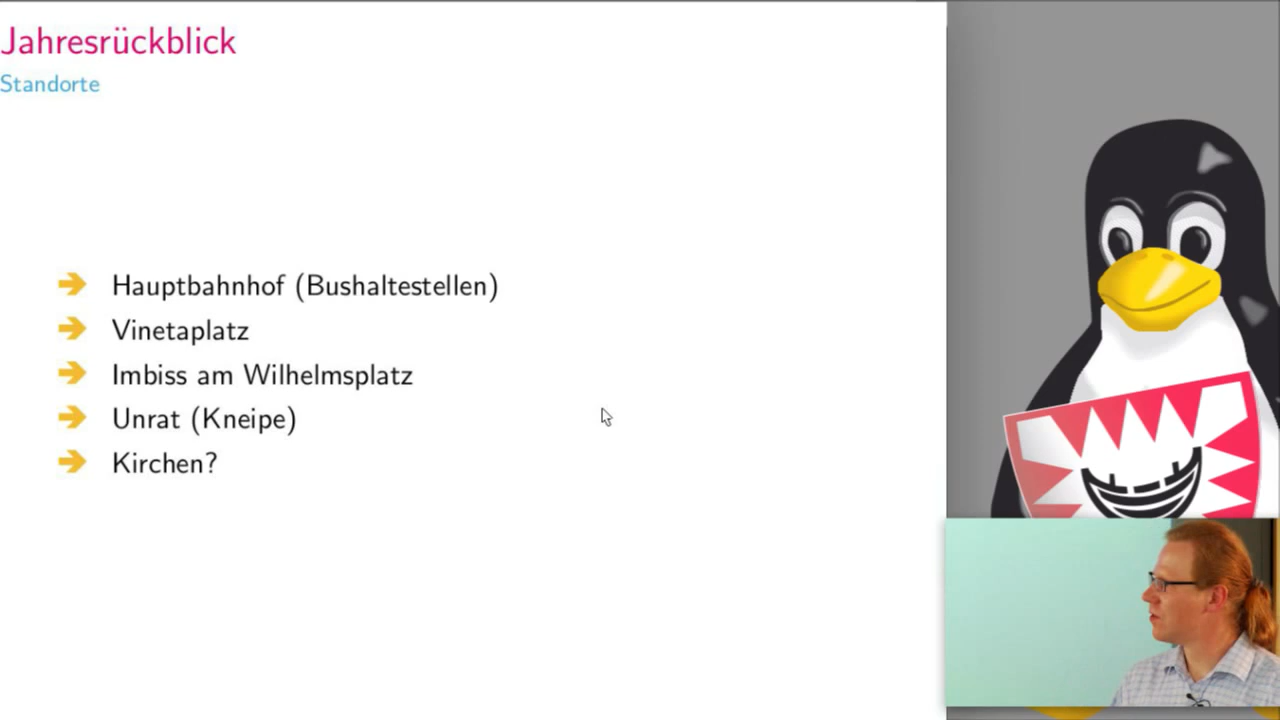 Jahresrückblick
Standorte
Hauptbahnhof (Bushaltestellen)
Vinetaplatz
Imbiss am Wilhelmsplatz
Unrat (Kneipe)
Kirchen?